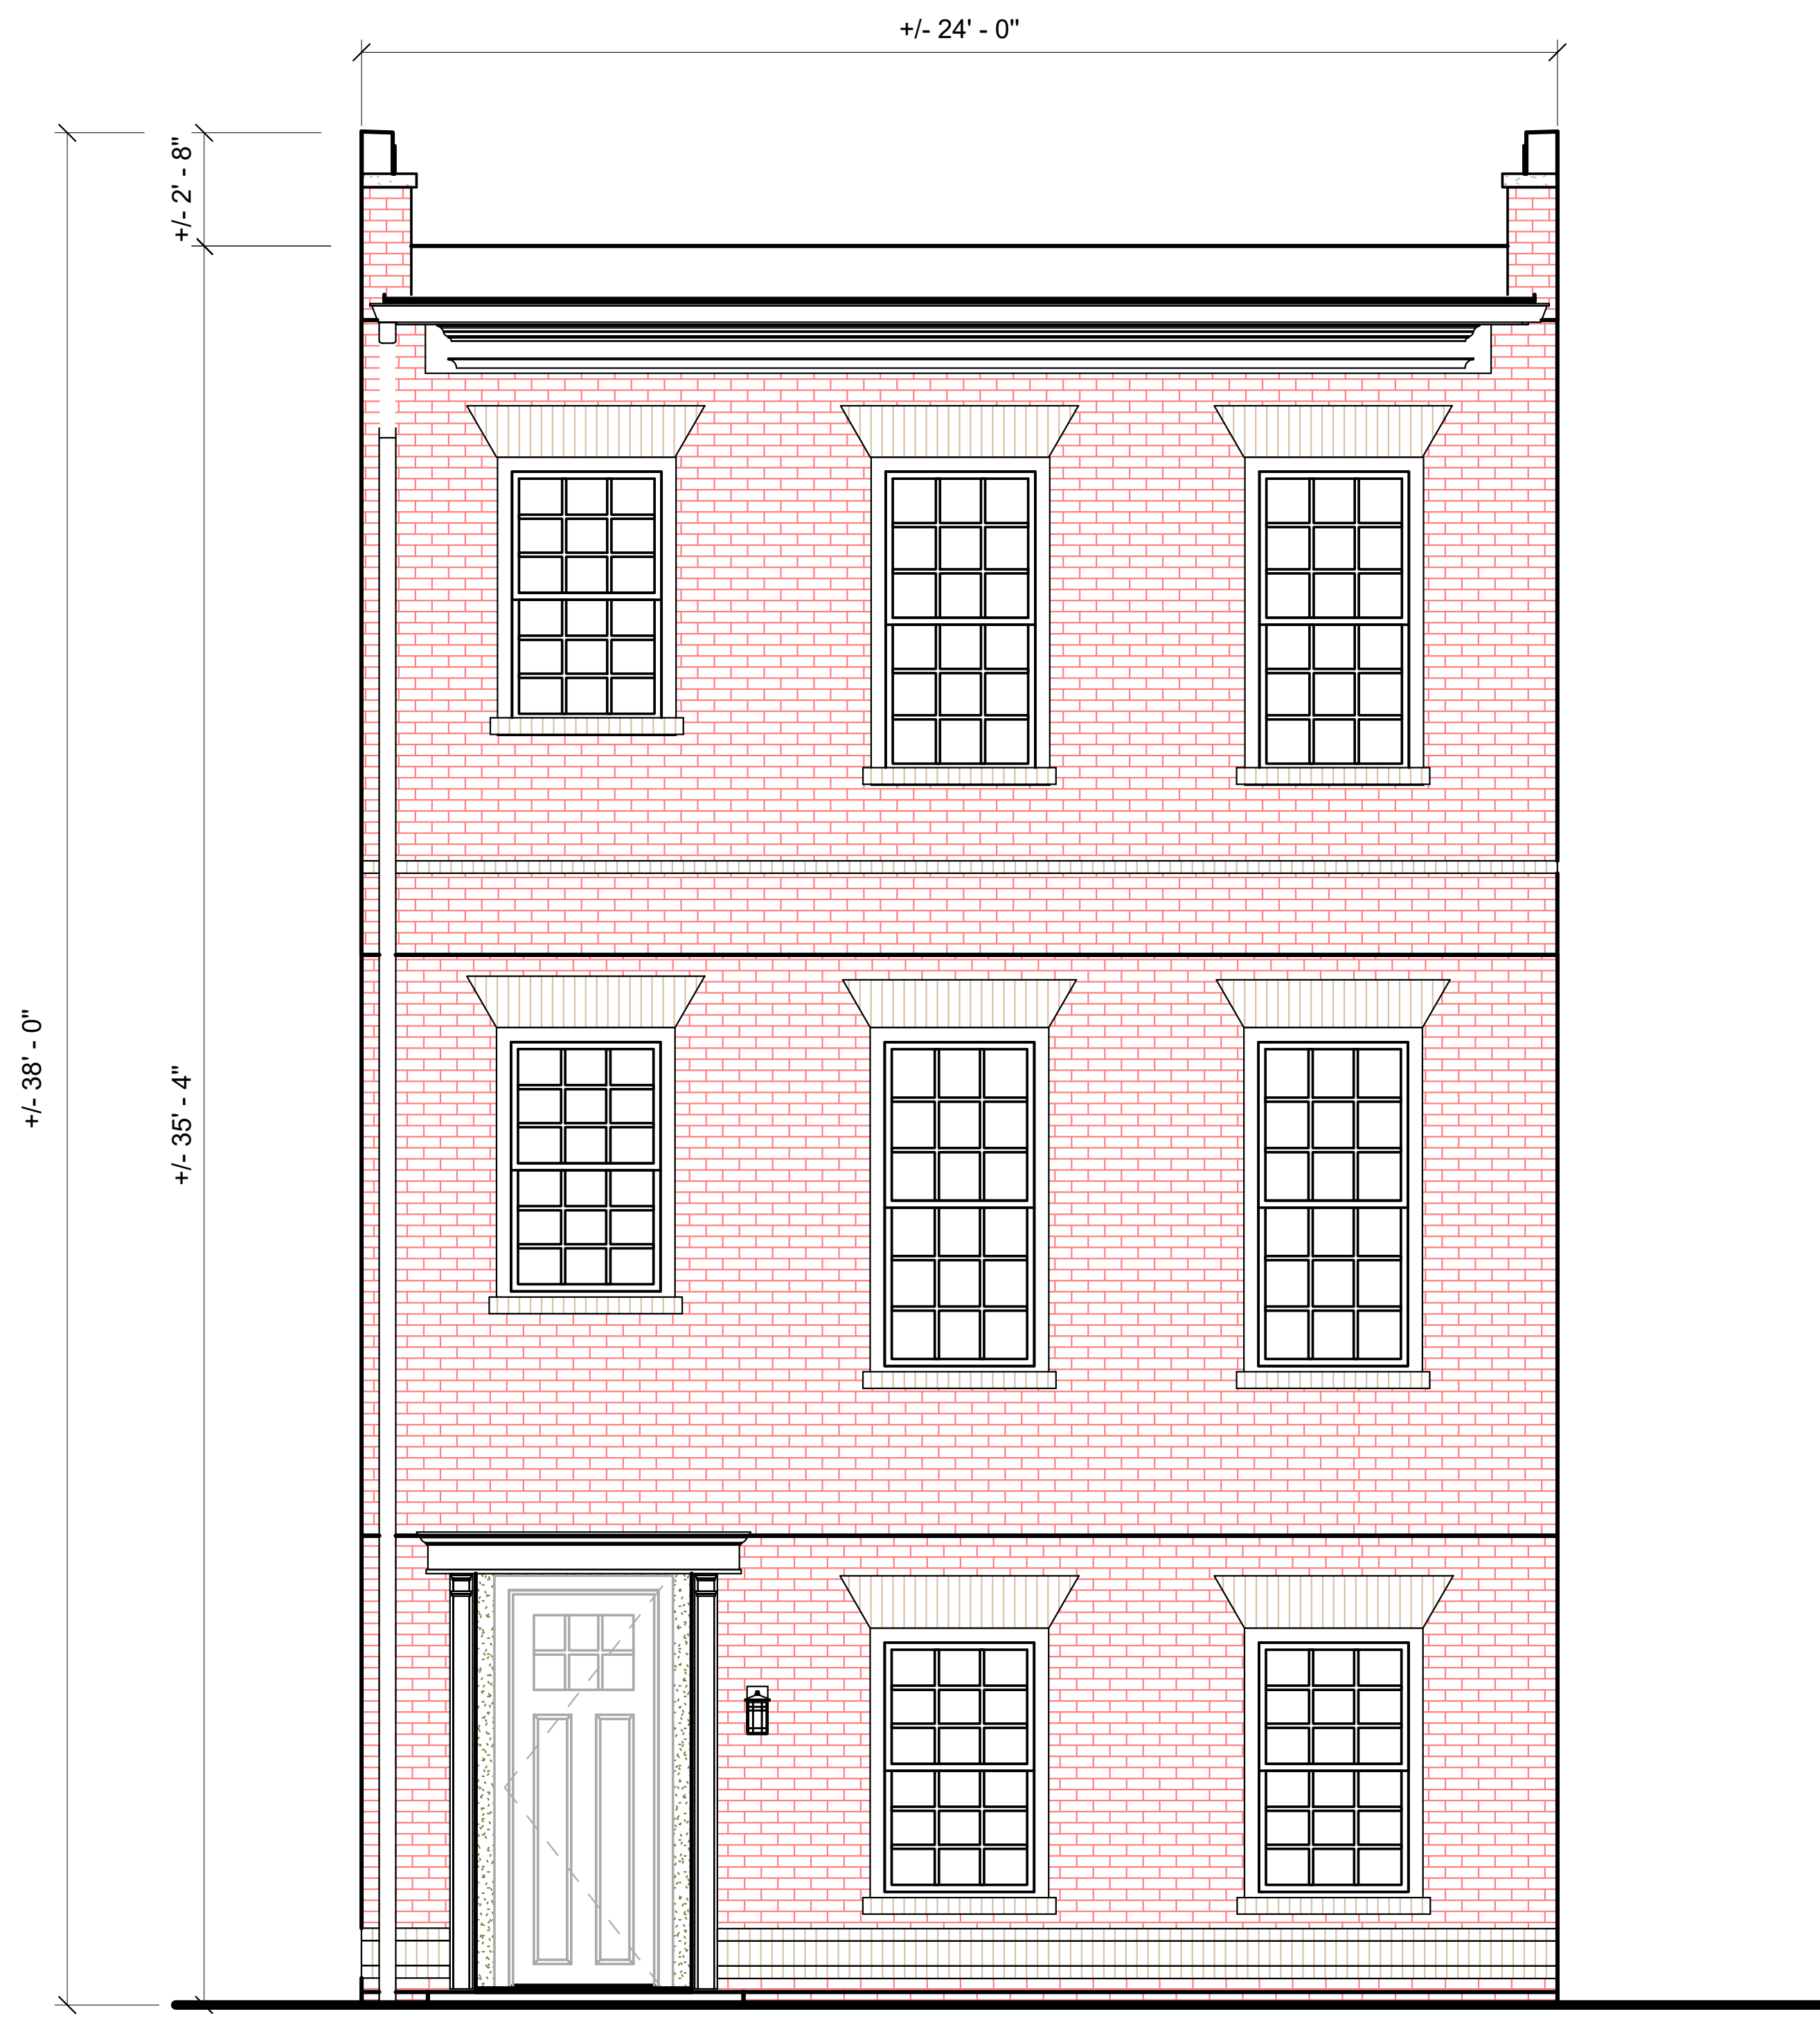 +/- 24' - 0"
+/- 2' - 8"
+/- 38' - 0"
+/- 35' - 4"